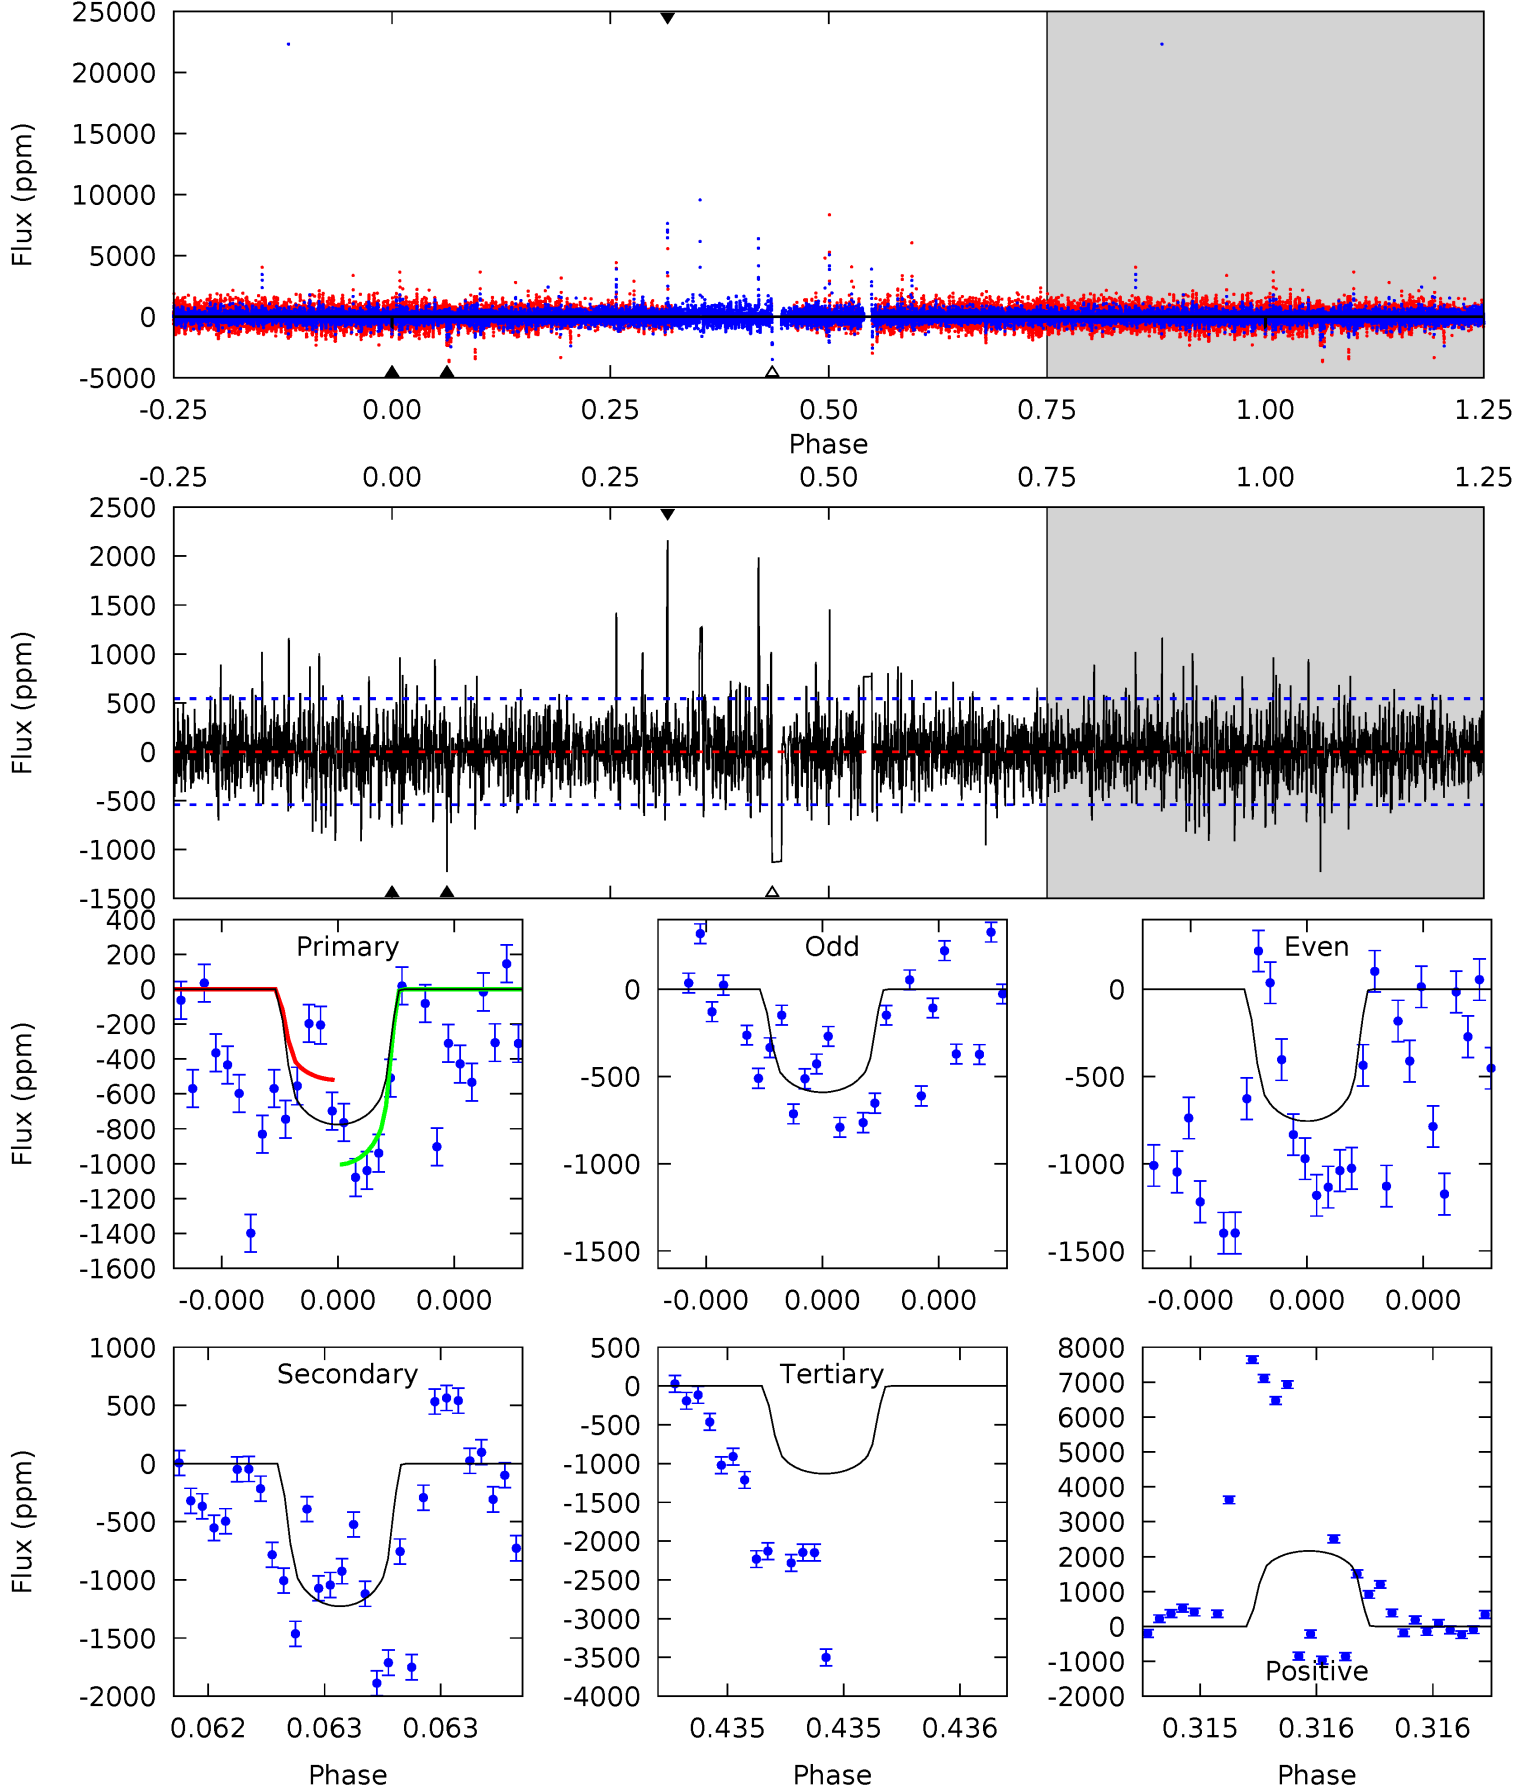 25000
20000
15000
10000
5000
0
-5000
Flux (ppm)
-0.25 0.00 0.25 0.50 0.75 1.00 1.25
Phase
-0.25 0.00 0.25 0.50 0.75 1.00 1.25
2500
2000
1500
1000
500
0
-500
-1000
-1500
Flux (ppm)
Primary
400
200
0
-200
-400
-600
-800
-1000
-1200
-1400
-1600
Flux (ppm)
-0.000 0.000 0.000
Odd
0
-500
-1000
-1500
-0.000 0.000 0.000
Even
0
-500
-1000
-1500
-0.000 0.000 0.000
Secondary
1000
500
0
-500
-1000
-1500
-2000
Flux (ppm)
0.062 0.063 0.063
Phase
Tertiary
500
0
-500
-1000
-1500
-2000
-2500
-3000
-3500
-4000
0.435 0.435 0.436
Phase
8000
7000
6000
5000
4000
3000
2000
1000
0
-1000
-2000
Positive
0.315 0.316 0.316
Phase